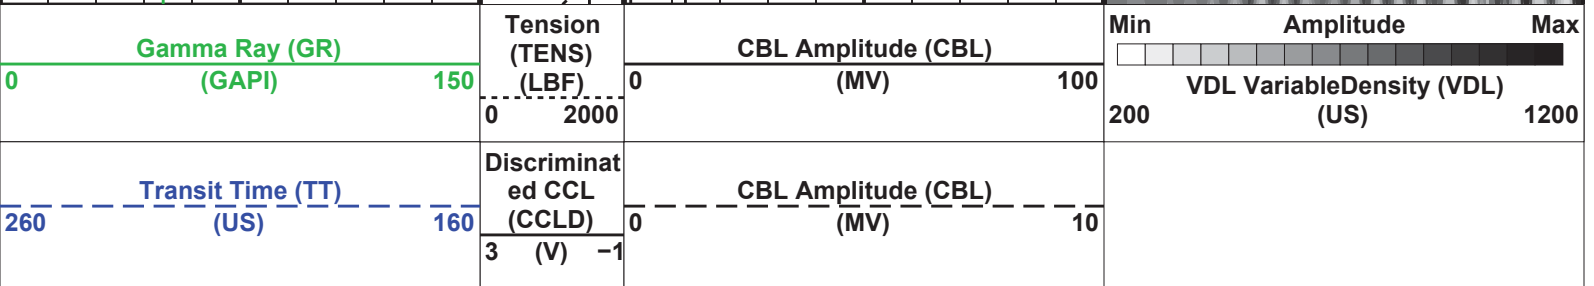 Gamma Ray (GR)
0 (GAPI) 150
Tension
(TENS)
(LBF)
0 2000
CBL Amplitude (CBL)
0 (MV) 100
Min Amplitude Max
VDL VariableDensity (VDL)
200 (US) 1200
Transit Time (TT)
260 (US) 160
Discriminat
ed CCL
(CCLD)
3 (V) −1
CBL Amplitude (CBL)
0 (MV) 10